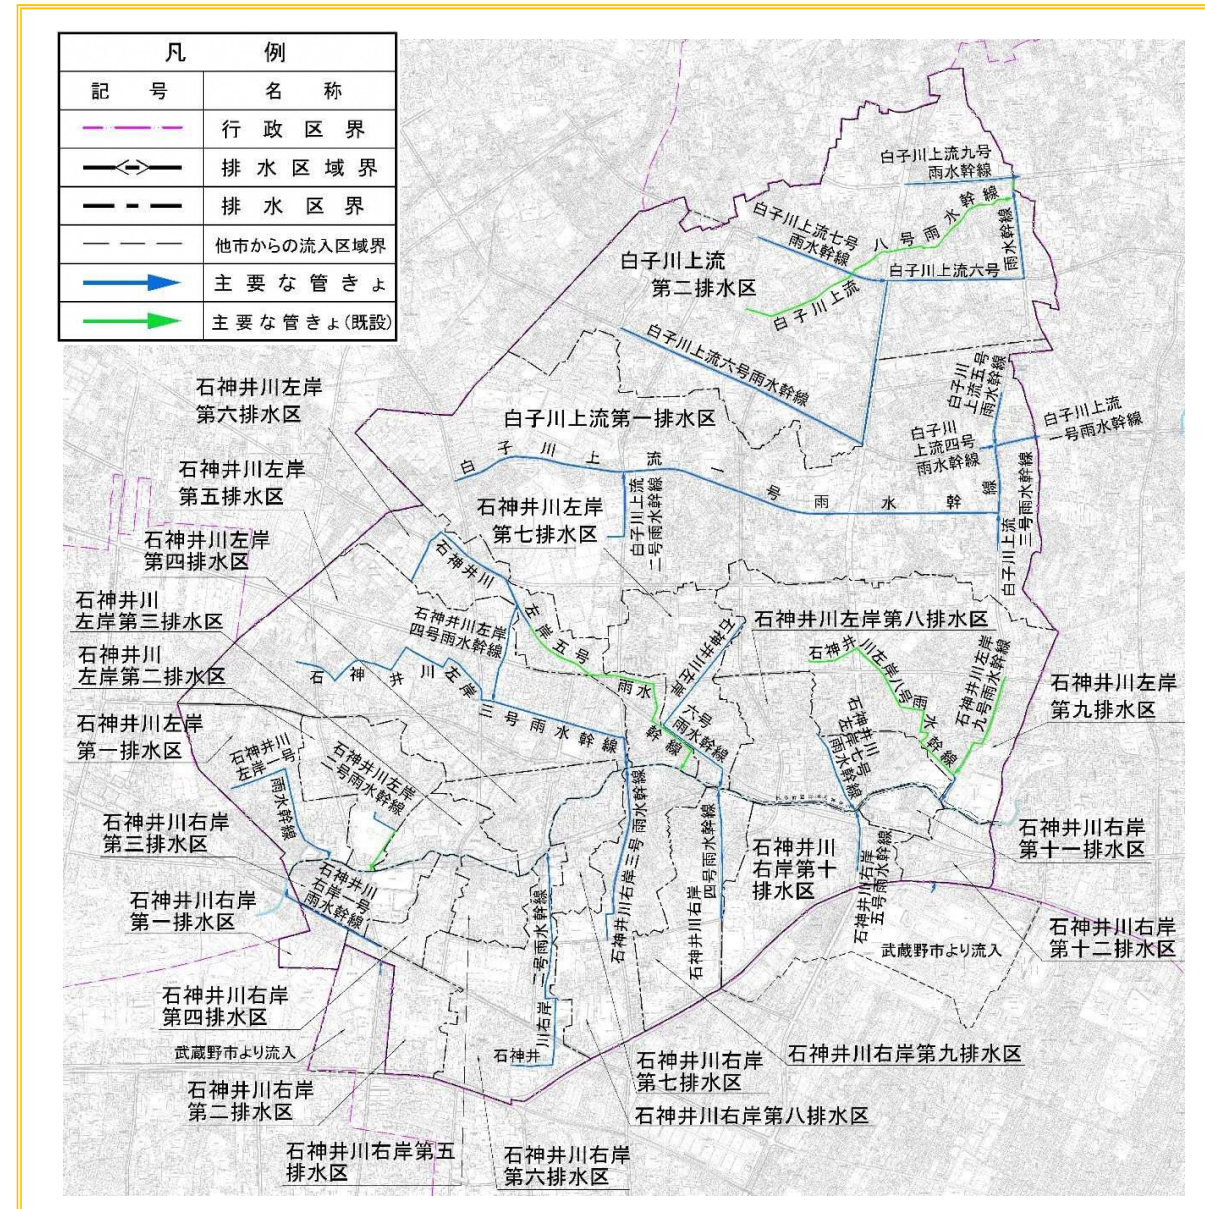 凡 例
記 号 名 称
行政区界
排水区域界
排水区界
他市からの流入区域界
主要な管きょ
主要な管きょ(既設)
白子川上流九号
雨水幹線
白子川上流七号
雨水幹線
白子川上流
八号雨水幹線
白子川上流六号
雨水幹線
白子川上流
第二排水区
白子川上流六号雨水幹線
白子川
上流五号
雨水幹線
白子川上流
一号雨水幹線
白子川
上流四号
雨水幹線
石神井川左岸
第六排水区
白子川上流第一排水区
白子川上流一号雨水幹線
白子川上流
二号雨水幹線
白子川上流
三号雨水幹線
石神井川左岸
第五排水区
石神井川左岸
第七排水区
石神井川左岸
第四排水区
石神井川
左岸五号
雨水
幹線
石神井川左岸
四号雨水幹線
石神井川
左岸第三排水区
石神井川左岸第八排水区
石神井川左岸
六号
雨水幹線
石神井川左岸八号
雨水幹線
石神井川左岸
九号雨水幹線
石神井川
左岸第二排水区
石神井川左岸
三号雨水幹線
石神井川左岸
第九排水区
石神井川左岸
第一排水区
石神井川
左岸一号
雨水幹線
石神井川左岸
二号雨水幹線
石神井川
左岸七号
雨水幹線
石神井川右岸
第三排水区
石神井川
右岸一号
雨水幹線
石神井川右岸三号雨水幹線
石神井川右岸
四号雨水幹線
石神井川
右岸第十
排水区
石神井川右岸
五号雨水幹線
石神井川右岸
第十一排水区
石神井川右岸
第一排水区
石神井川右岸
二号雨水幹線
石神井川右岸
第十二排水区
武蔵野市より流入
石神井川右岸
第四排水区
武蔵野市より流入
石神井川右岸
第二排水区
石神井川右岸第九排水区
石神井川右岸
第七排水区
石神井川右岸第八排水区
石神井川右岸第五
排水区
石神井川右岸
第六排水区